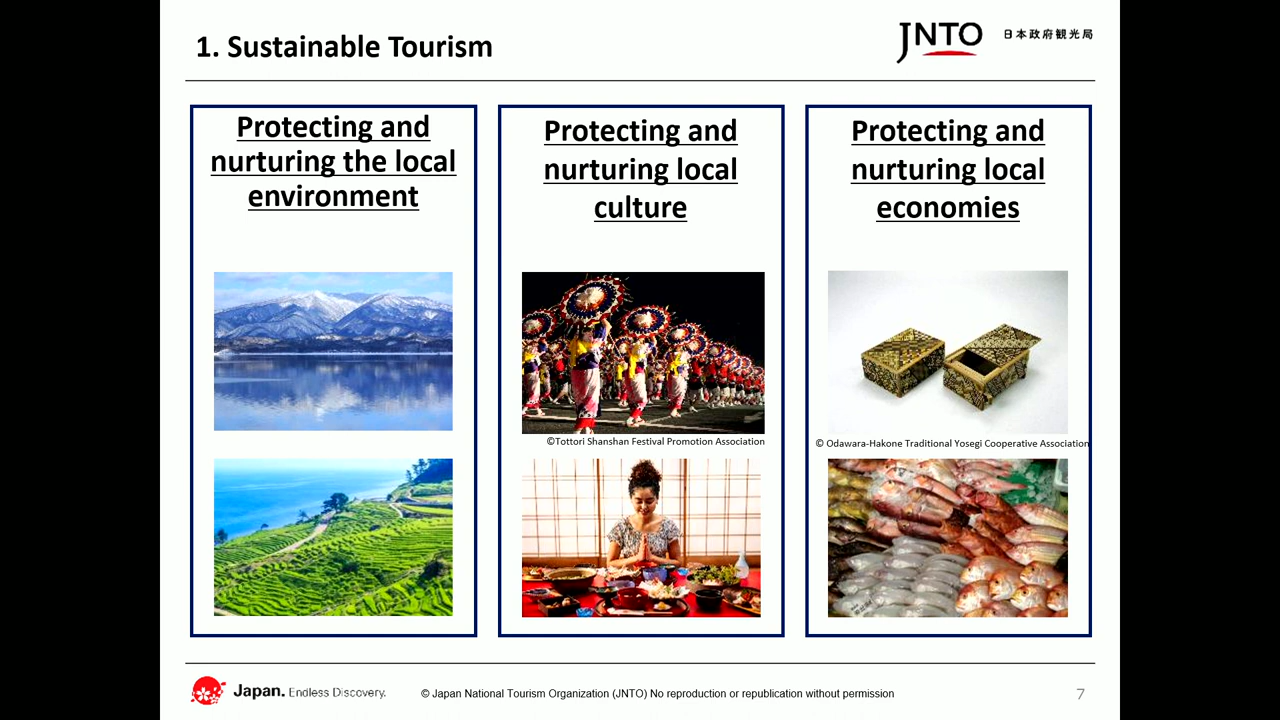 1. Sustainable Tourism
JNTO 日本政府観光局
Protecting and
nurturing the local
environment
Protecting and
nurturing local
culture
©Tottori Shanshan Festival Promotion Association
Protecting and
nurturing local
economies
© Odawara-Hakone Traditional Yosegi Cooperative Association
Japan. Endless Discovery.
© Japan National Tourism Organization (JNTO) No reproduction or republication without permission
7